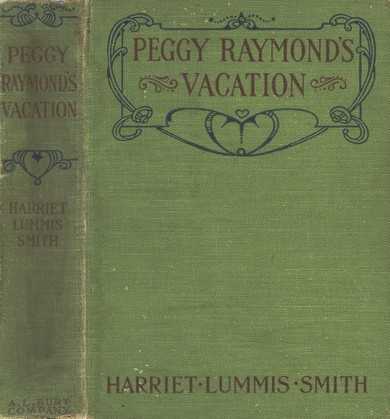 PEGGY
RAYMOND'S
VACATION
HARRIET
LUMMIS
SMITH
A. L. BURT
COMPANY
PEGGY RAYMOND'S
VACATION
HARRIET·LUMMIS·SMITH